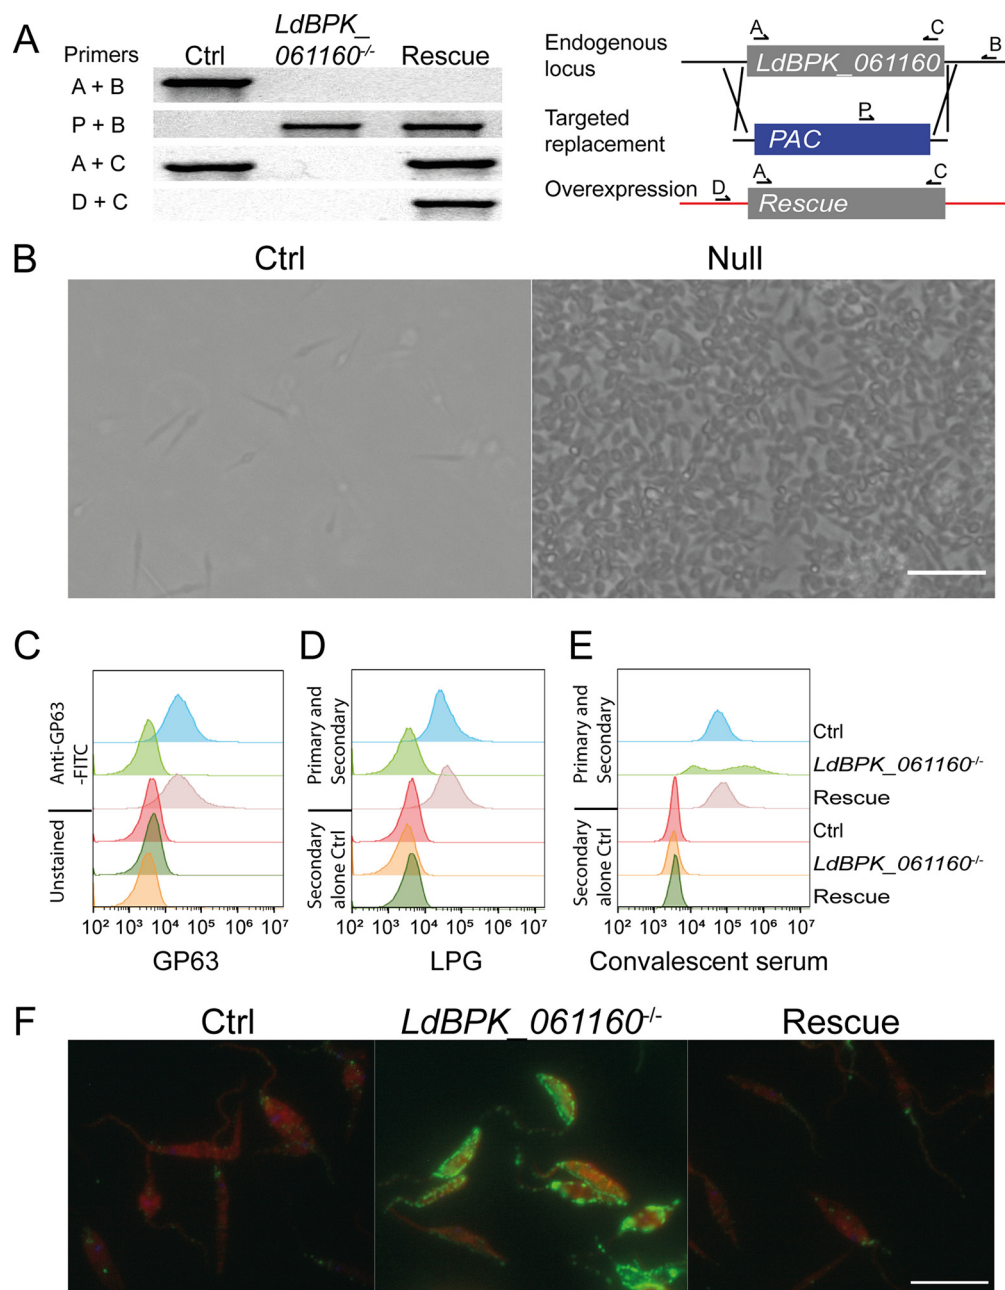 A
Primers
Ctrl
LdBPK_
061160-/-
Rescue
A + B
P + B
A + C
D + C
Endogenous
locus
A
C
B
LdBPK_061160
Targeted
replacement
P
PAC
Overexpression
D
A
C
Rescue
B
Ctrl
Null
C
Anti-GP63
-FITC
Unstained
10² 10³ 10⁴ 10⁵ 10⁶ 10⁷
GP63
D
Primary and
Secondary
Secondary
alone Ctrl
10² 10³ 10⁴ 10⁵ 10⁶ 10⁷
LPG
E
Primary and
Secondary
Secondary
alone Ctrl
10² 10³ 10⁴ 10⁵ 10⁶ 10⁷
Convalescent serum
Ctrl
LdBPK_061160-/-
Rescue
Ctrl
LdBPK_061160-/-
Rescue
F
Ctrl
LdBPK_061160-/-
Rescue